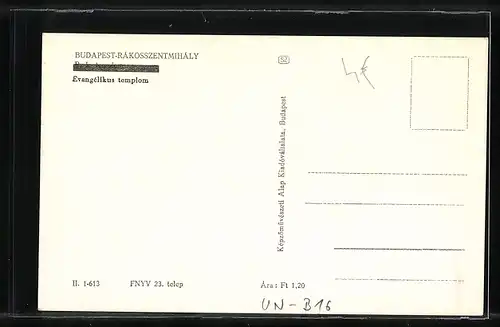 BUDAPEST-RÁKOSSZENTMIHÁLY
Evangélikus templom
SZ
Képzőművészeti Alap Kiadóvállalata, Budapest
II. 1-613 FNYV 23. telep Ára: Ft 1,20
UN-B16